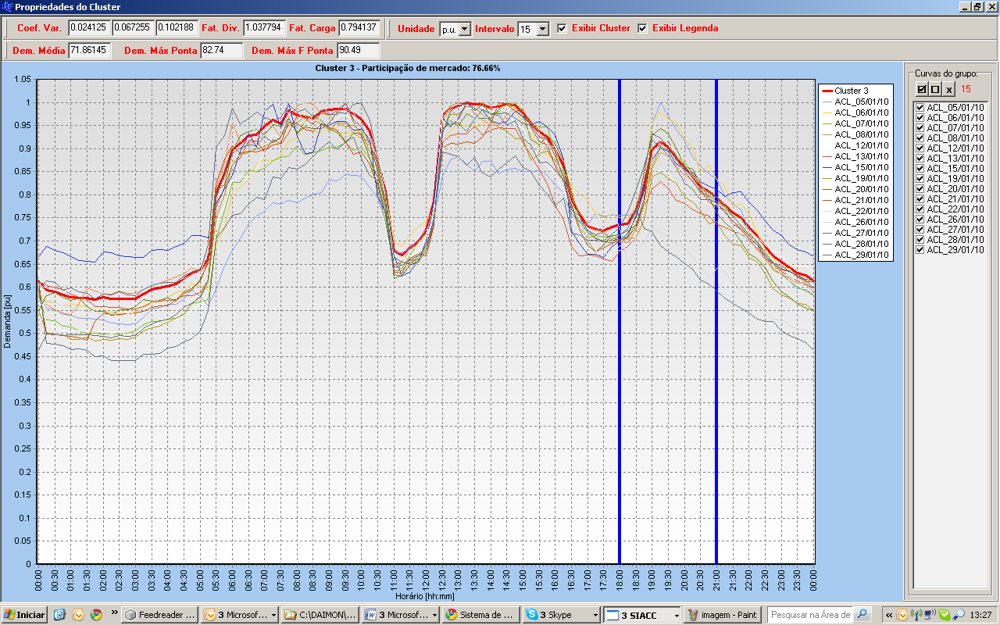 Propriedades do Cluster
Coef. Var. 0.024125 0.067255 0.102188 Fat. Div. 1.037794 Fat. Carga 0.794137 Unidade p.u. Intervalo 15 Exibir Cluster Exibir Legenda
Dem. Média 71.86145 Dem. Máx Ponta 82.74 Dem. Máx F Ponta 90.49
Cluster 3 - Participação de mercado: 76.66%
1.05
1
0.95
0.9
0.85
0.8
0.75
0.7
0.65
0.6
0.55
0.5
0.45
0.4
0.35
0.3
0.25
0.2
0.15
0.1
0.05
0
Demanda [pu]
00:00 00:30 01:00 01:30 02:00 02:30 03:00 03:30 04:00 04:30 05:00 05:30 06:00 06:30 07:00 07:30 08:00 08:30 09:00 09:30 10:00 10:30 11:00 11:30 12:00 12:30 13:00 13:30 14:00 14:30 15:00 15:30 16:00 16:30 17:00 17:30 18:00 18:30 19:00 19:30 20:00 20:30 21:00 21:30 22:00 22:30 23:00 23:30 00:00
Horário [hh:mm]
Cluster 3
ACL_05/01/10
ACL_06/01/10
ACL_07/01/10
ACL_08/01/10
ACL_12/01/10
ACL_13/01/10
ACL_15/01/10
ACL_19/01/10
ACL_20/01/10
ACL_21/01/10
ACL_22/01/10
ACL_26/01/10
ACL_27/01/10
ACL_28/01/10
ACL_29/01/10
Curvas do grupo:
x 15
ACL_05/01/10
ACL_06/01/10
ACL_07/01/10
ACL_08/01/10
ACL_12/01/10
ACL_13/01/10
ACL_15/01/10
ACL_19/01/10
ACL_20/01/10
ACL_21/01/10
ACL_22/01/10
ACL_26/01/10
ACL_27/01/10
ACL_28/01/10
ACL_29/01/10
Iniciar » Feedreader ... 3 Microsof... C:\DAIMON\... 3 Microsof... Sistema de ... 3 Skype 3 SIACC imagem - Paint Pesquisar na Área de « 13:27